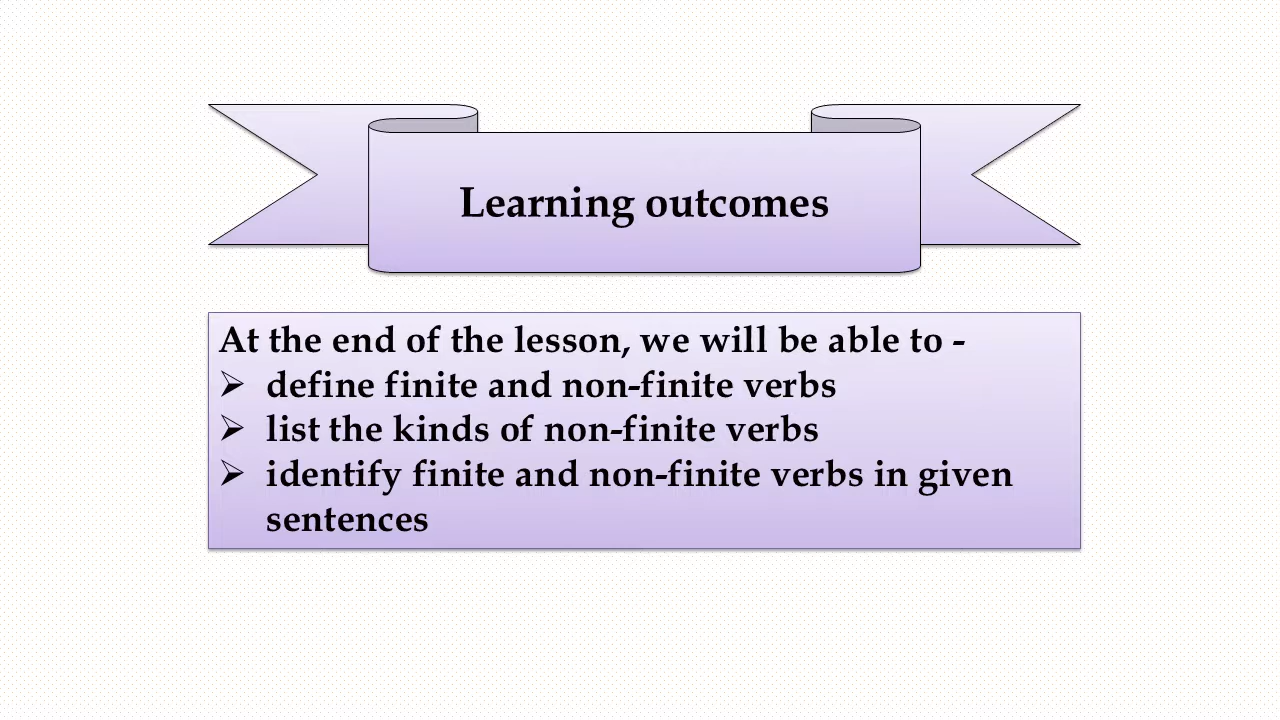 Learning outcomes
At the end of the lesson, we will be able to -
➢ define finite and non-finite verbs
➢ list the kinds of non-finite verbs
➢ identify finite and non-finite verbs in given
sentences